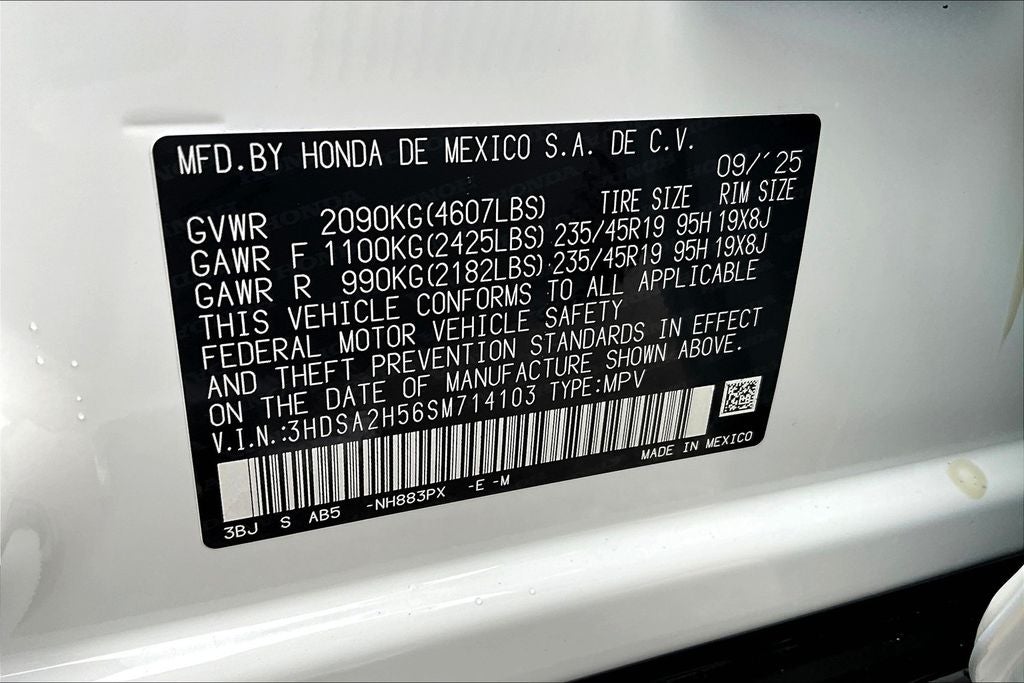 MFD.BY HONDA DE MEXICO S.A. DE C.V.
09/'25
TIRE SIZE RIM SIZE
GVWR 2090KG(4607LBS)
GAWR F 1100KG(2425LBS) 235/45R19 95H 19X8J
GAWR R 990KG(2182LBS) 235/45R19 95H 19X8J
THIS VEHICLE CONFORMS TO ALL APPLICABLE
FEDERAL MOTOR VEHICLE SAFETY
AND THEFT PREVENTION STANDARDS IN EFFECT
ON THE DATE OF MANUFACTURE SHOWN ABOVE.
V.I.N.:3HDSA2H56SM714103 TYPE:MPV
MADE IN MEXICO
3BJ S AB5 -NH883PX -E -M